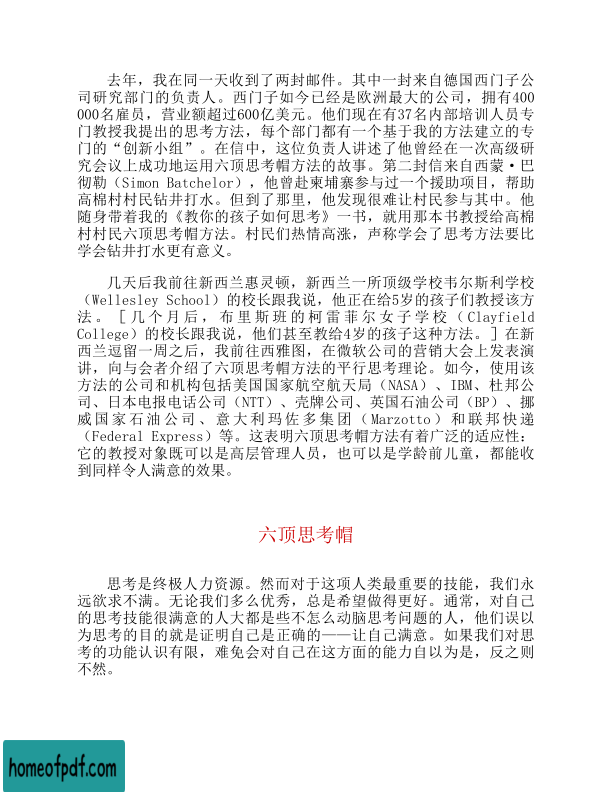 去年，我在同一天收到了两封邮件。其中一封来自德国西门子公
司研究部门的负责人。西门子如今已经是欧洲最大的公司，拥有400
000名雇员，营业额超过600亿美元。他们现在有37名内部培训人员专
门教授我提出的思考方法，每个部门都有一个基于我的方法建立的专
门的“创新小组”。在信中，这位负责人讲述了他曾经在一次高级研
究会议上成功地运用六顶思考帽方法的故事。第二封信来自西蒙·巴
彻勒（Simon Batchelor），他曾赴柬埔寨参与过一个援助项目，帮助
高棉村村民钻井打水。但到了那里，他发现很难让村民参与其中。他
随身带着我的《教你的孩子如何思考》一书，就用那本书教授给高棉
村村民六顶思考帽方法。村民们热情高涨，声称学会了思考方法要比
学会钻井打水更有意义。
几天后我前往新西兰惠灵顿，新西兰一所顶级学校韦尔斯利学校
（Wellesley School）的校长跟我说，他正在给5岁的孩子们教授该方
法。［几个月后，布里斯班的柯雷菲尔女子学校（Clayfield
College）的校长跟我说，他们甚至教给4岁的孩子这种方法。］在新
西兰逗留一周之后，我前往西雅图，在微软公司的营销大会上发表演
讲，向与会者介绍了六顶思考帽方法的平行思考理论。如今，使用该
方法的公司和机构包括美国国家航空航天局（NASA）、IBM、杜邦公
司、日本电报电话公司（NTT）、壳牌公司、英国石油公司（BP）、挪
威国家石油公司、意大利玛佐多集团（Marzotto）和联邦快递
（Federal Express）等。这表明六顶思考帽方法有着广泛的适应性：
它的教授对象既可以是高层管理人员，也可以是学龄前儿童，都能收
到同样令人满意的效果。
六顶思考帽
思考是终极人力资源。然而对于这项人类最重要的技能，我们永
远欲求不满。无论我们多么优秀，总是希望做得更好。通常，对自己
的思考技能很满意的人大都是些不怎么动脑思考问题的人，他们误以
为思考的目的就是证明自己是正确的——让自己满意。如果我们对思
考的功能认识有限，难免会对自己在这方面的能力自以为是，反之则
不然。
homeofpdf.com